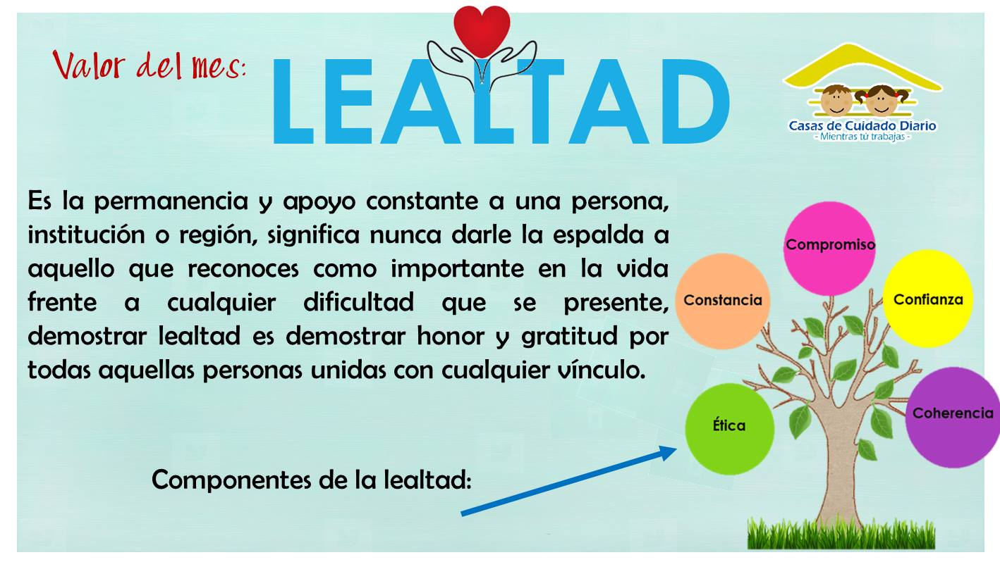 Valor del mes:
LEALTAD
Casas de Cuidado Diario
- Mientras tú trabajas -
Es la permanencia y apoyo constante a una persona,
institución o región, significa nunca darle la espalda a
aquello que reconoces como importante en la vida
frente a cualquier dificultad que se presente,
demostrar lealtad es demostrar honor y gratitud por
todas aquellas personas unidas con cualquier vínculo.
Componentes de la lealtad:
Compromiso
Constancia
Confianza
Ética
Coherencia